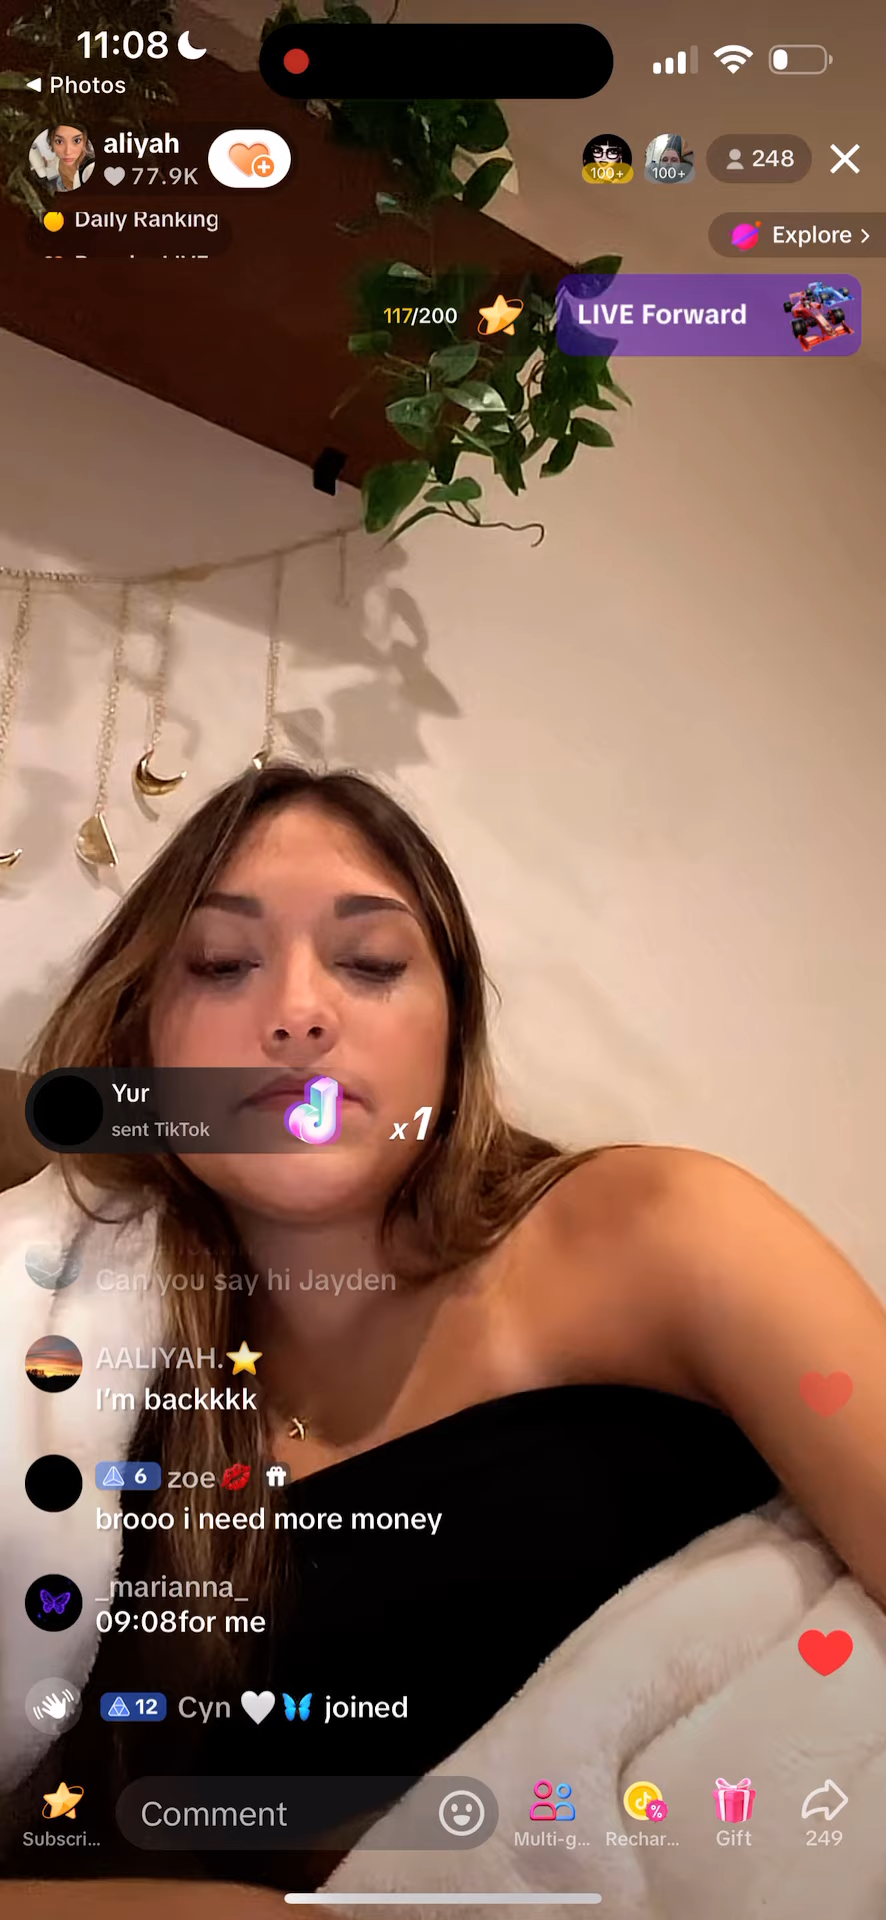 11:08
Photos
aliyah
77.9K
100+
100+
248
Daily Ranking
Explore
117/200
LIVE Forward
Yur
sent TikTok
x1
Can you say hi Jayden
AALIYAH.⭐
I'm backkkk
6 zoe💋
brooo i need more money
_marianna_
09:08for me
12 Cyn 🤍🦋 joined
Subscri...
Comment
Multi-g...
Rechar...
Gift
249